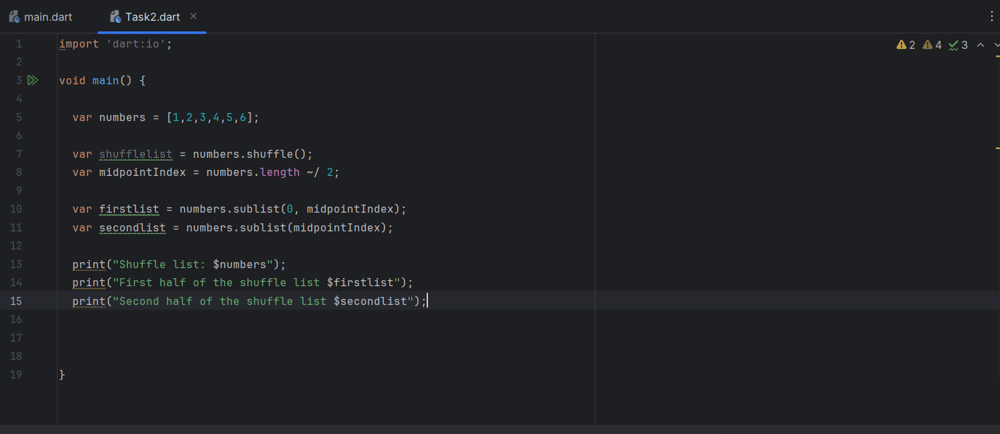 main.dart
Task2.dart
2 4 3
1 import 'dart:io';
2
3 void main() {
4
5 var numbers = [1,2,3,4,5,6];
6
7 var shufflelist = numbers.shuffle();
8 var midpointIndex = numbers.length ~/ 2;
9
10 var firstlist = numbers.sublist(0, midpointIndex);
11 var secondlist = numbers.sublist(midpointIndex);
12
13 print("Shuffle list: $numbers");
14 print("First half of the shuffle list $firstlist");
15 print("Second half of the shuffle list $secondlist");
16
17
18
19 }